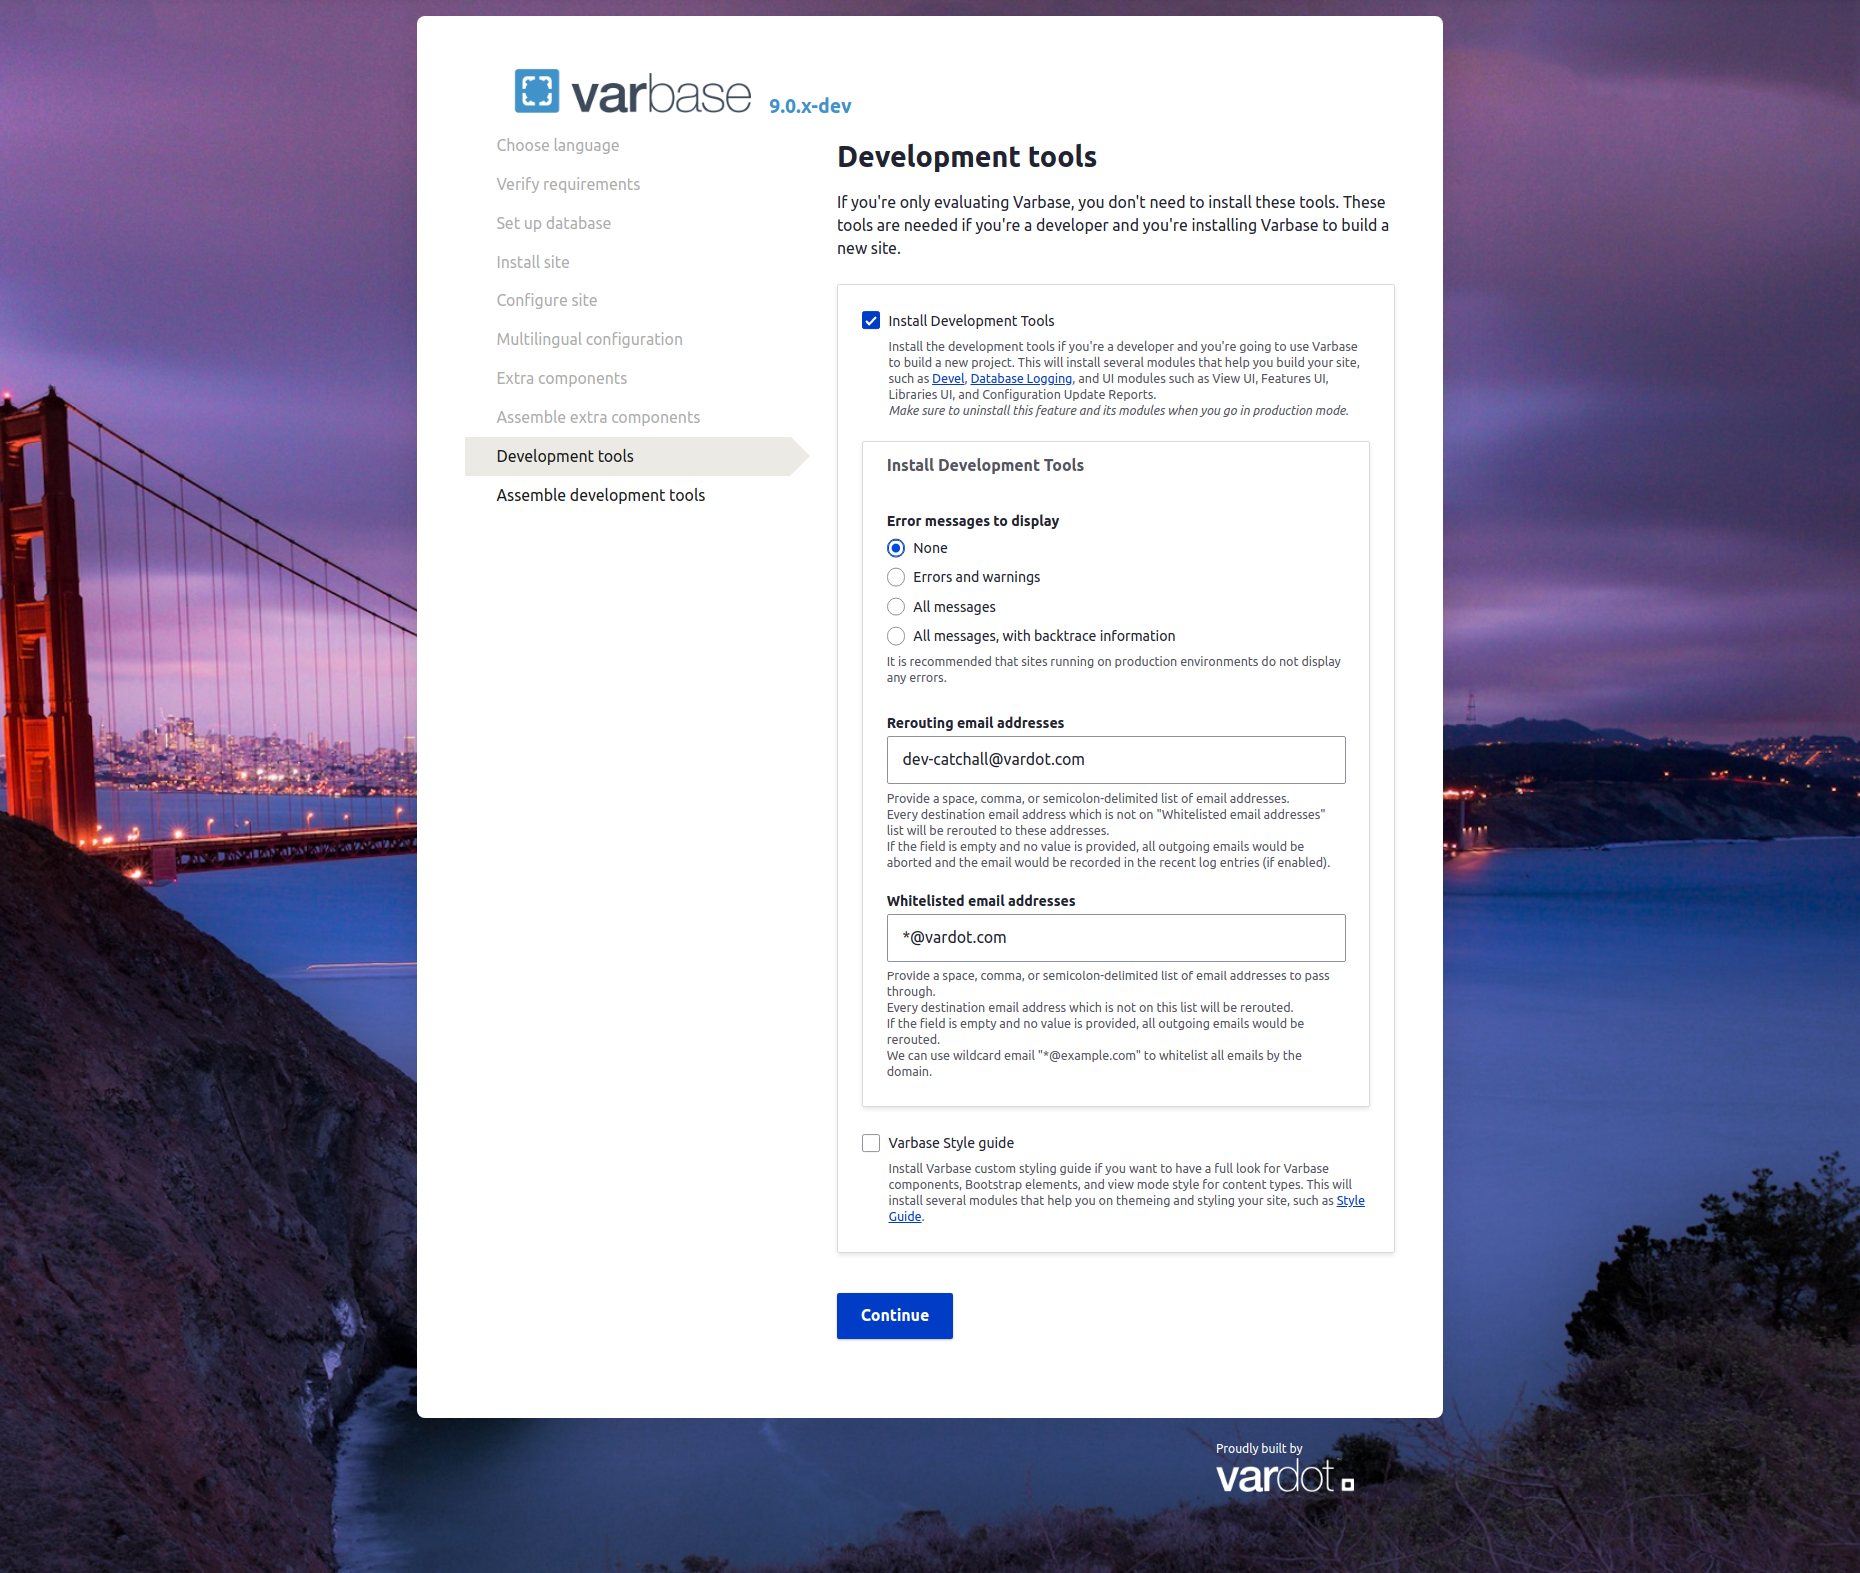 varbase 9.0.x-dev
Choose language
Verify requirements
Set up database
Install site
Configure site
Multilingual configuration
Extra components
Assemble extra components
Development tools
Assemble development tools
Development tools
If you're only evaluating Varbase, you don't need to install these tools. These
tools are needed if you're a developer and you're installing Varbase to build a
new site.
Install Development Tools
Install the development tools if you're a developer and you're going to use Varbase
to build a new project. This will install several modules that help you build your site,
such as Devel, Database Logging, and UI modules such as View UI, Features UI,
Libraries UI, and Configuration Update Reports.
Make sure to uninstall this feature and its modules when you go in production mode.
Install Development Tools
Error messages to display
None
Errors and warnings
All messages
All messages, with backtrace information
It is recommended that sites running on production environments do not display
any errors.
Rerouting email addresses
dev-catchall@vardot.com
Provide a space, comma, or semicolon-delimited list of email addresses.
Every destination email address which is not on "Whitelisted email addresses"
list will be rerouted to these addresses.
If the field is empty and no value is provided, all outgoing emails would be
aborted and the email would be recorded in the recent log entries (if enabled).
Whitelisted email addresses
*@vardot.com
Provide a space, comma, or semicolon-delimited list of email addresses to pass
through.
Every destination email address which is not on this list will be rerouted.
If the field is empty and no value is provided, all outgoing emails would be
rerouted.
We can use wildcard email "*@example.com" to whitelist all emails by the
domain.
Varbase Style guide
Install Varbase custom styling guide if you want to have a full look for Varbase
components, Bootstrap elements, and view mode style for content types. This will
install several modules that help you on themeing and styling your site, such as Style
Guide.
Continue
Proudly built by
vardot